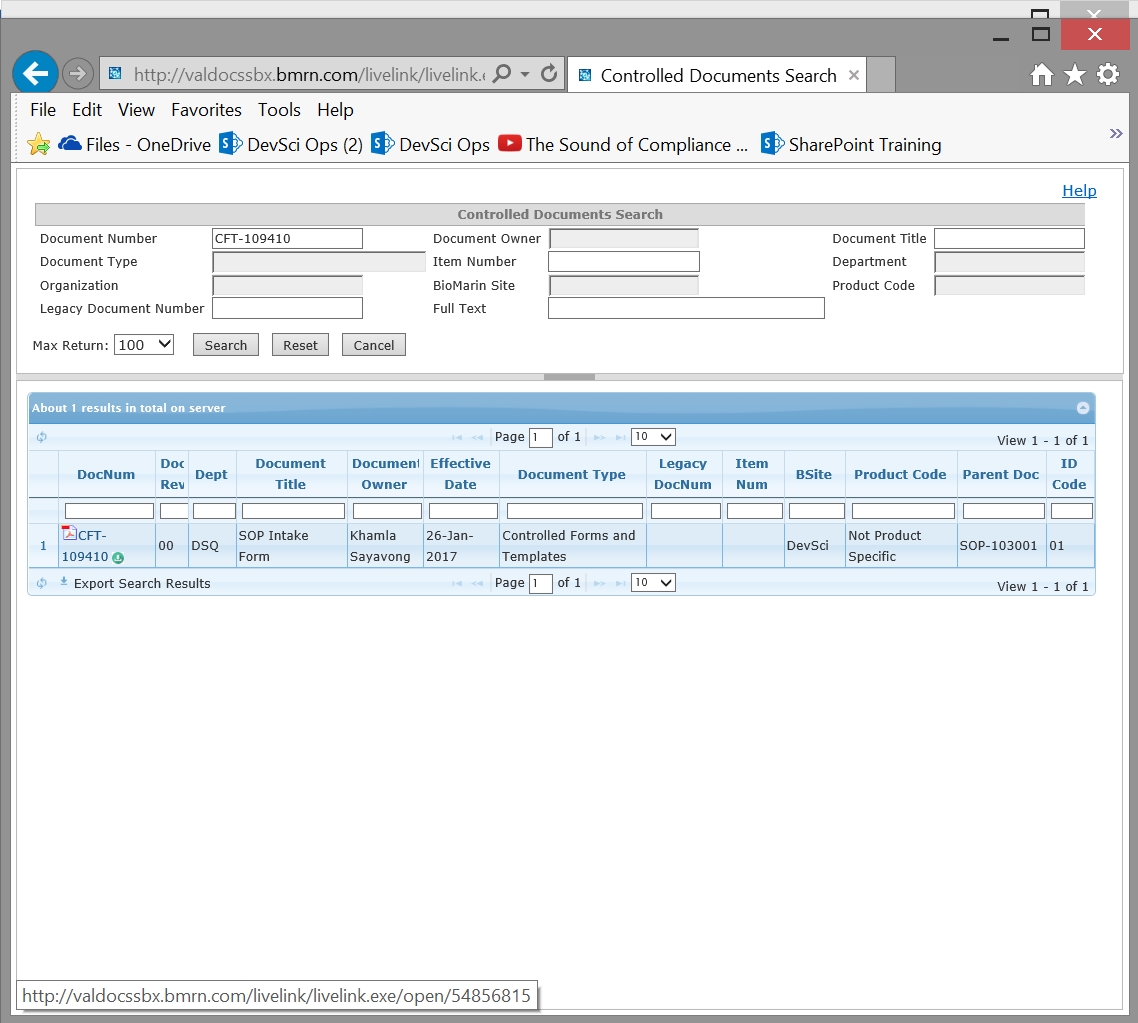 http://valdocssbx.bmrn.com/livelink/livelink.e
Controlled Documents Search
File Edit View Favorites Tools Help
Files - OneDrive DevSci Ops (2) DevSci Ops The Sound of Compliance ... SharePoint Training
Help
Controlled Documents Search
Document Number CFT-109410 Document Owner Document Title
Document Type Item Number Department
Organization BioMarin Site Product Code
Legacy Document Number Full Text
Max Return: 100 Search Reset Cancel
About 1 results in total on server
Page 1 of 1 10 View 1 - 1 of 1
DocNum Doc Rev Dept Document Title Document Owner Effective Date Document Type Legacy DocNum Item Num BSite Product Code Parent Doc ID Code
1 CFT-109410 00 DSQ SOP Intake Form Khamla Sayavong 26-Jan-2017 Controlled Forms and Templates DevSci Not Product Specific SOP-103001 01
Export Search Results Page 1 of 1 10 View 1 - 1 of 1
http://valdocssbx.bmrn.com/livelink/livelink.exe/open/54856815